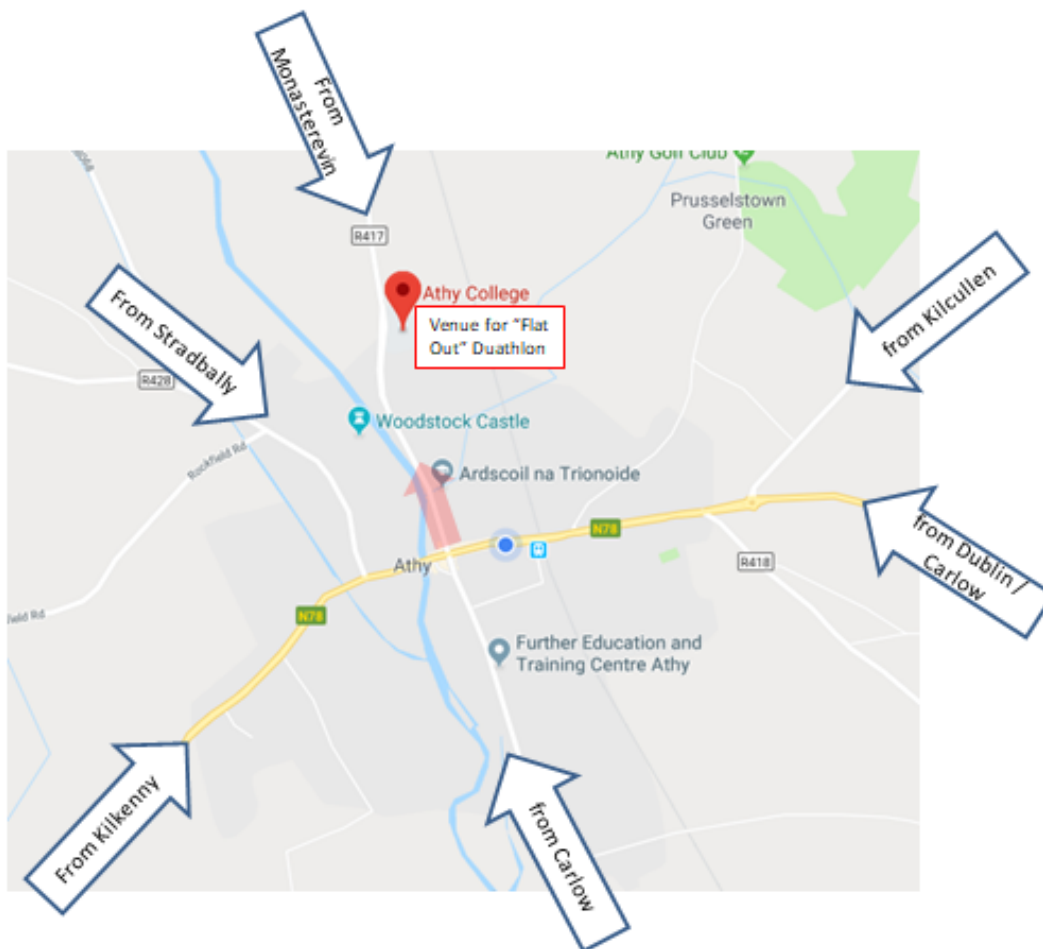 From
Monasterevin
Athy Golf Club
Prusselstown
Green
R417
Athy College
Venue for “Flat
Out” Duathlon
from Kilcullen
From Stradbally
R428
Woodstock Castle
Rockfield Rd
Ardscoil na Trionoide
N78
from Dublin /
Carlow
Athy
R418
N78
Further Education and
Training Centre Athy
From Kilkenny
from Carlow